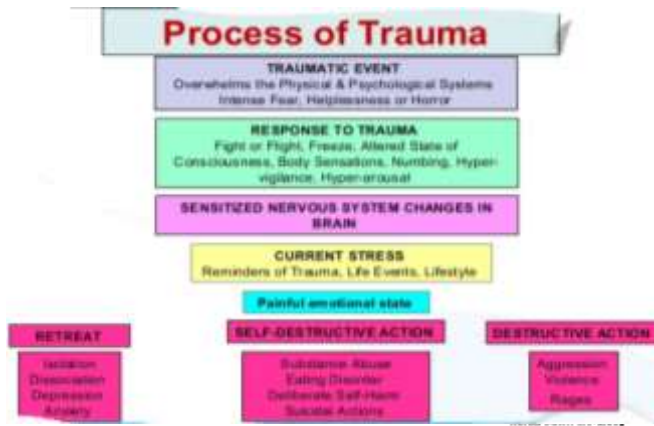 Process of Trauma
TRAUMATIC EVENT
Overwhelms the Physical & Psychological Systems
Intense Fear, Helplessness or Horror
RESPONSE TO TRAUMA
Fight or Flight, Freeze, Altered State of
Consciousness, Body Sensations, Numbing, Hyper-
vigilance, Hyper-arousal
SENSITIZED NERVOUS SYSTEM CHANGES IN
BRAIN
CURRENT STRESS
Reminders of Trauma, Life Events, Lifestyle
Painful emotional state
RETREAT
Isolation
Dissociation
Depression
Anxiety
SELF-DESTRUCTIVE ACTION
Substance Abuse
Eating Disorder
Deliberate Self-Harm
Suicidal Actions
DESTRUCTIVE ACTION
Aggression
Violence
Rages